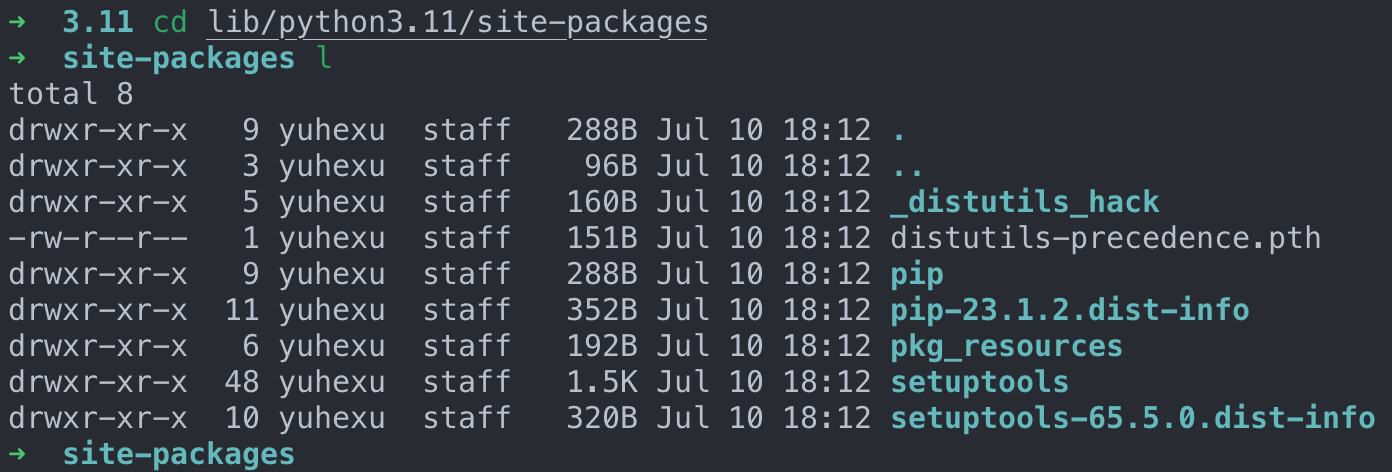 ➜  3.11 cd lib/python3.11/site-packages
➜  site-packages l
total 8
drwxr-xr-x   9 yuhexu  staff   288B Jul 10 18:12 .
drwxr-xr-x   3 yuhexu  staff    96B Jul 10 18:12 ..
drwxr-xr-x   5 yuhexu  staff   160B Jul 10 18:12 _distutils_hack
-rw-r--r--   1 yuhexu  staff   151B Jul 10 18:12 distutils-precedence.pth
drwxr-xr-x   9 yuhexu  staff   288B Jul 10 18:12 pip
drwxr-xr-x  11 yuhexu  staff   352B Jul 10 18:12 pip-23.1.2.dist-info
drwxr-xr-x   6 yuhexu  staff   192B Jul 10 18:12 pkg_resources
drwxr-xr-x  48 yuhexu  staff   1.5K Jul 10 18:12 setuptools
drwxr-xr-x  10 yuhexu  staff   320B Jul 10 18:12 setuptools-65.5.0.dist-info
➜  site-packages